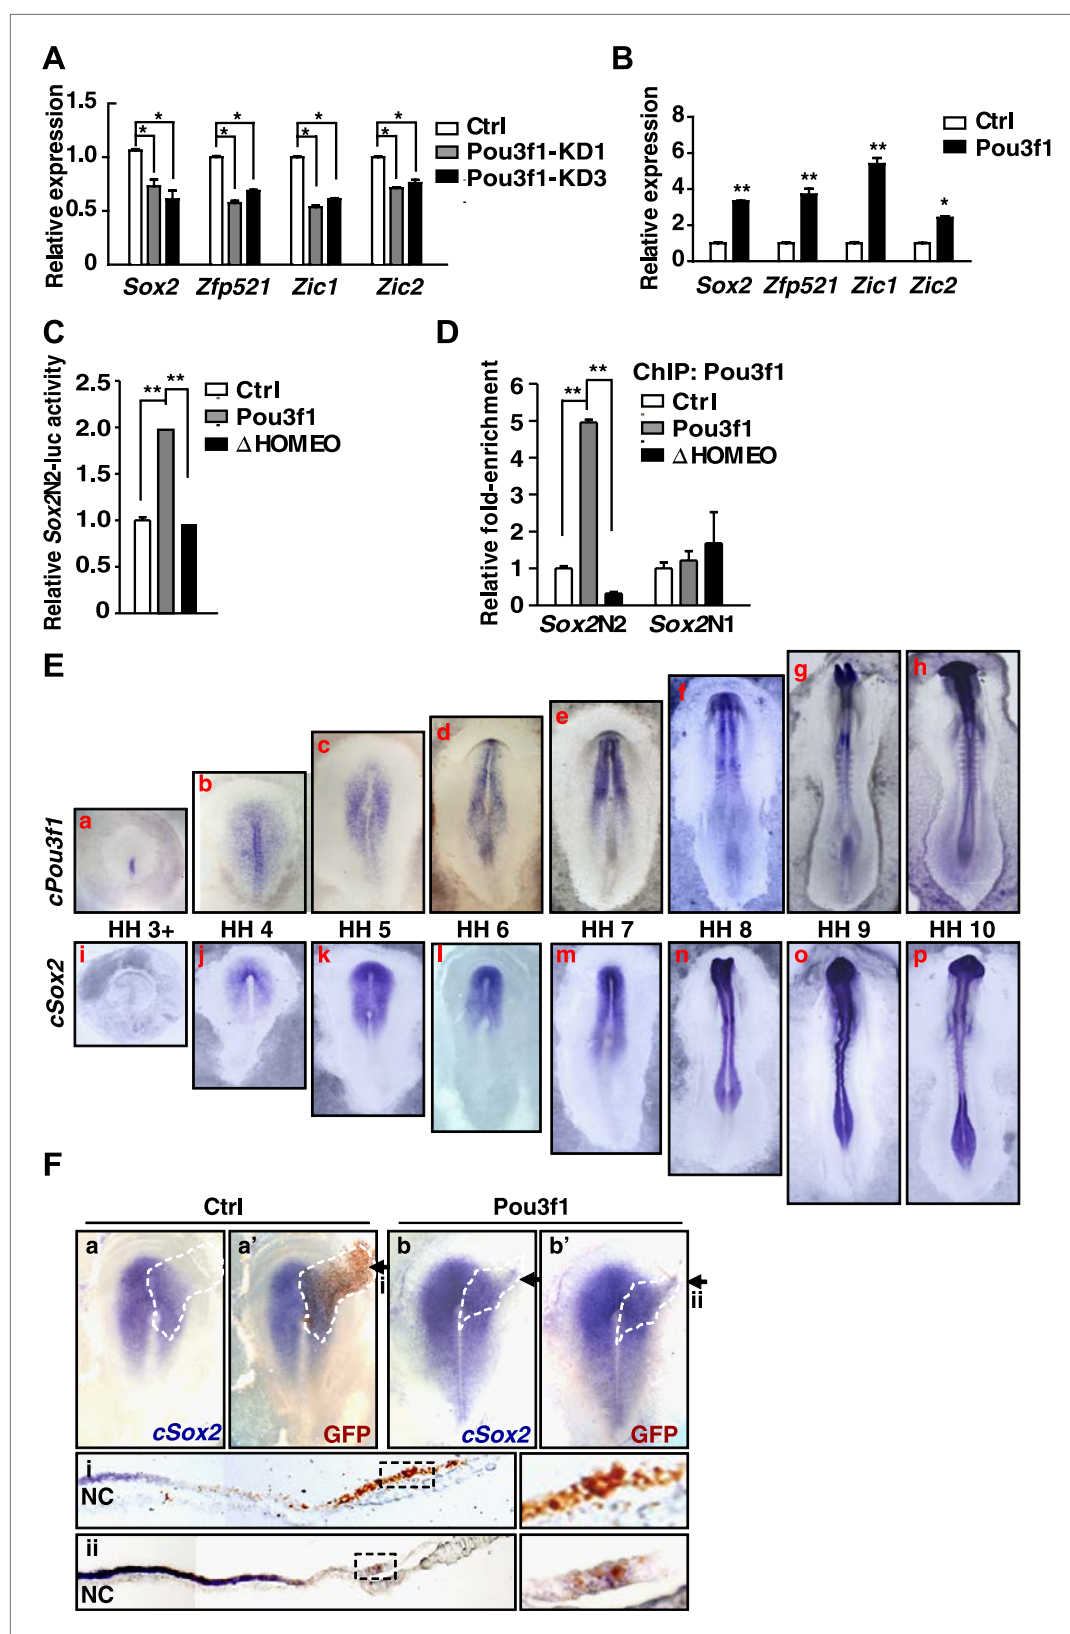 A
Relative expression
1.5
1.0
0.5
0
* * * * * * * *
Ctrl
Pou3f1-KD1
Pou3f1-KD3
Sox2 Zfp521 Zic1 Zic2
B
Relative expression
8
6
4
2
0
** ** ** *
Ctrl
Pou3f1
Sox2 Zfp521 Zic1 Zic2
C
Relative Sox2N2-luc activity
2.5
2.0
1.5
1.0
0.5
0
** **
Ctrl
Pou3f1
ΔHOMEO
D
Relative fold-enrichment
6
5
4
3
2
1
0
** **
ChIP: Pou3f1
Ctrl
Pou3f1
ΔHOMEO
Sox2N2 Sox2N1
E
cPou3f1
a b c d e f g h
HH 3+ HH 4 HH 5 HH 6 HH 7 HH 8 HH 9 HH 10
cSox2
i j k l m n o p
F
Ctrl Pou3f1
a a' b b'
i ii
cSox2 GFP cSox2 GFP
i
NC
ii
NC